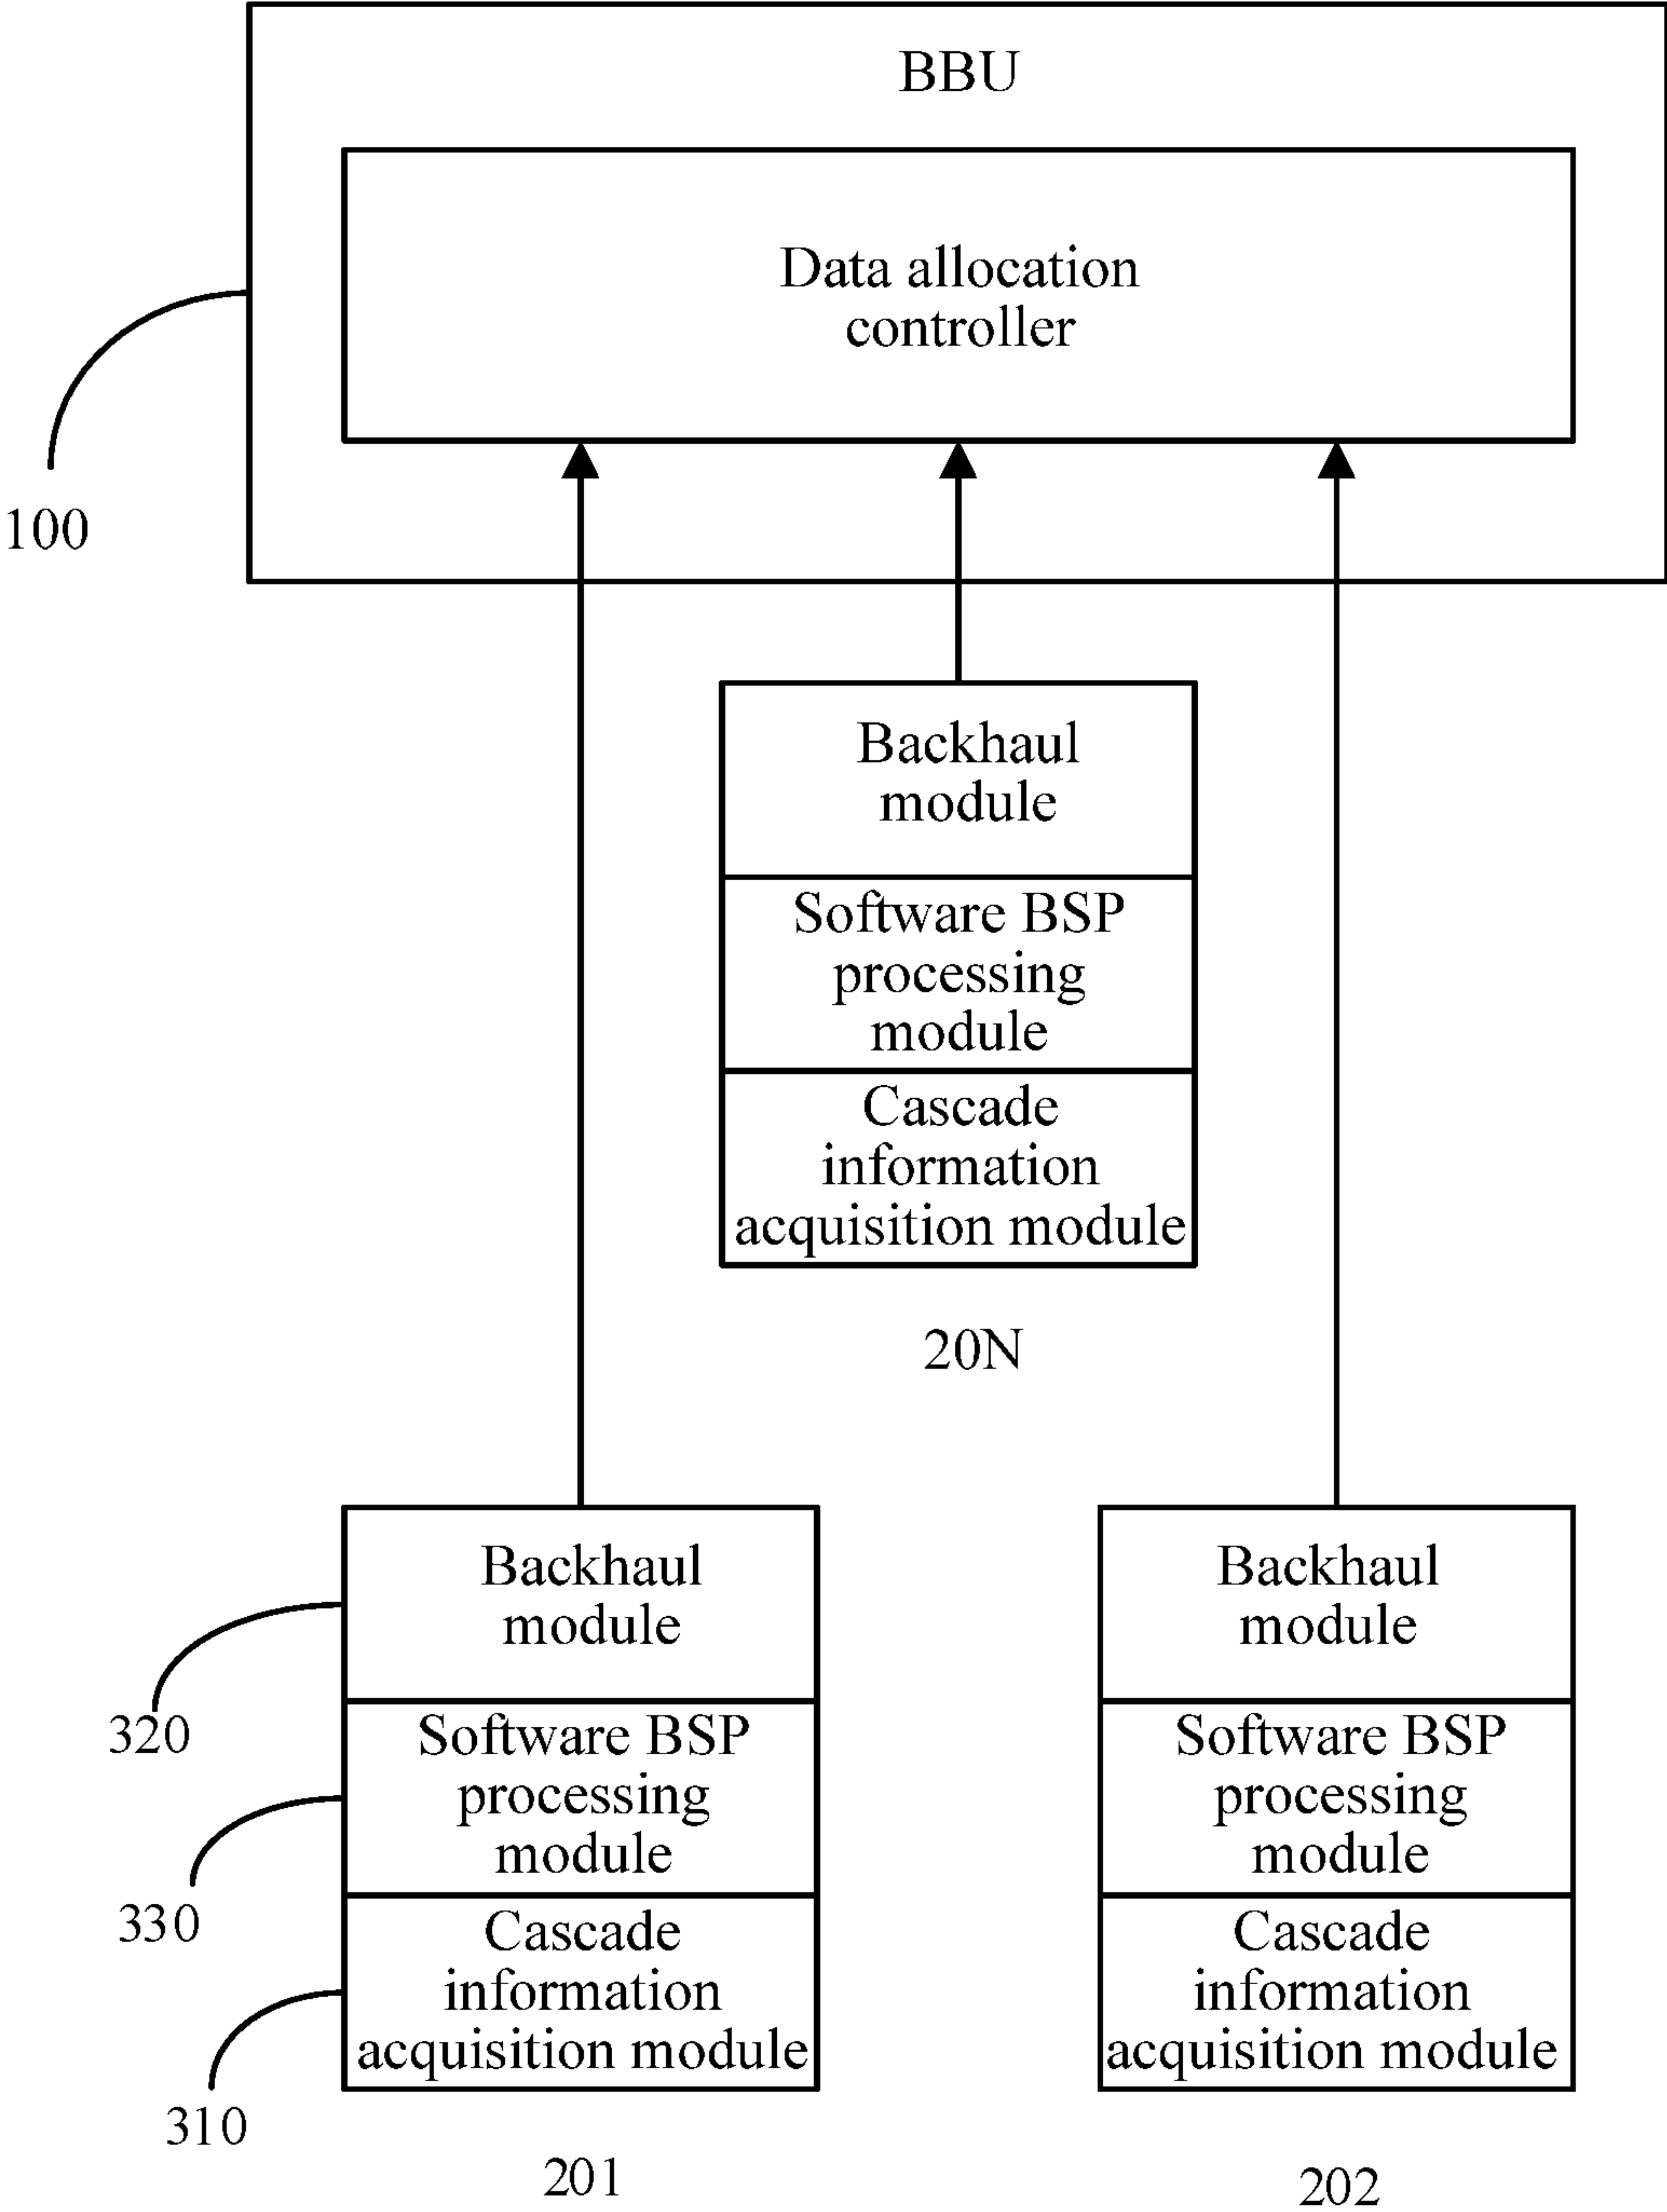 BBU
Data allocation
controller
100
Backhaul
module
Software BSP
processing
module
Cascade
information
acquisition module
20N
Backhaul
module
Software BSP
processing
module
Cascade
information
acquisition module
320
330
310
201
Backhaul
module
Software BSP
processing
module
Cascade
information
acquisition module
202